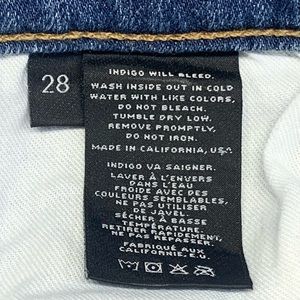 28
INDIGO WILL BLEED.
WASH INSIDE OUT IN COLD
WATER WITH LIKE COLORS,
DO NOT BLEACH.
TUMBLE DRY LOW.
REMOVE PROMPTLY,
DO NOT IRON.
MADE IN CALIFORNIA, US.
INDIGO VA SAIGNER.
LAVER À L'ENVERS
DANS L'EAU
FROIDE AVEC DES
COULEURS SEMBLABLES,
NE PAS UTILISER
DE JAVEL
SÉCHER À BASSE
TEMPÉRATURE
RETIRER RAPIDEMENT,
NE PAS REPASSER.
FABRIQUÉ AUX
CALIFORNIE, E.U.